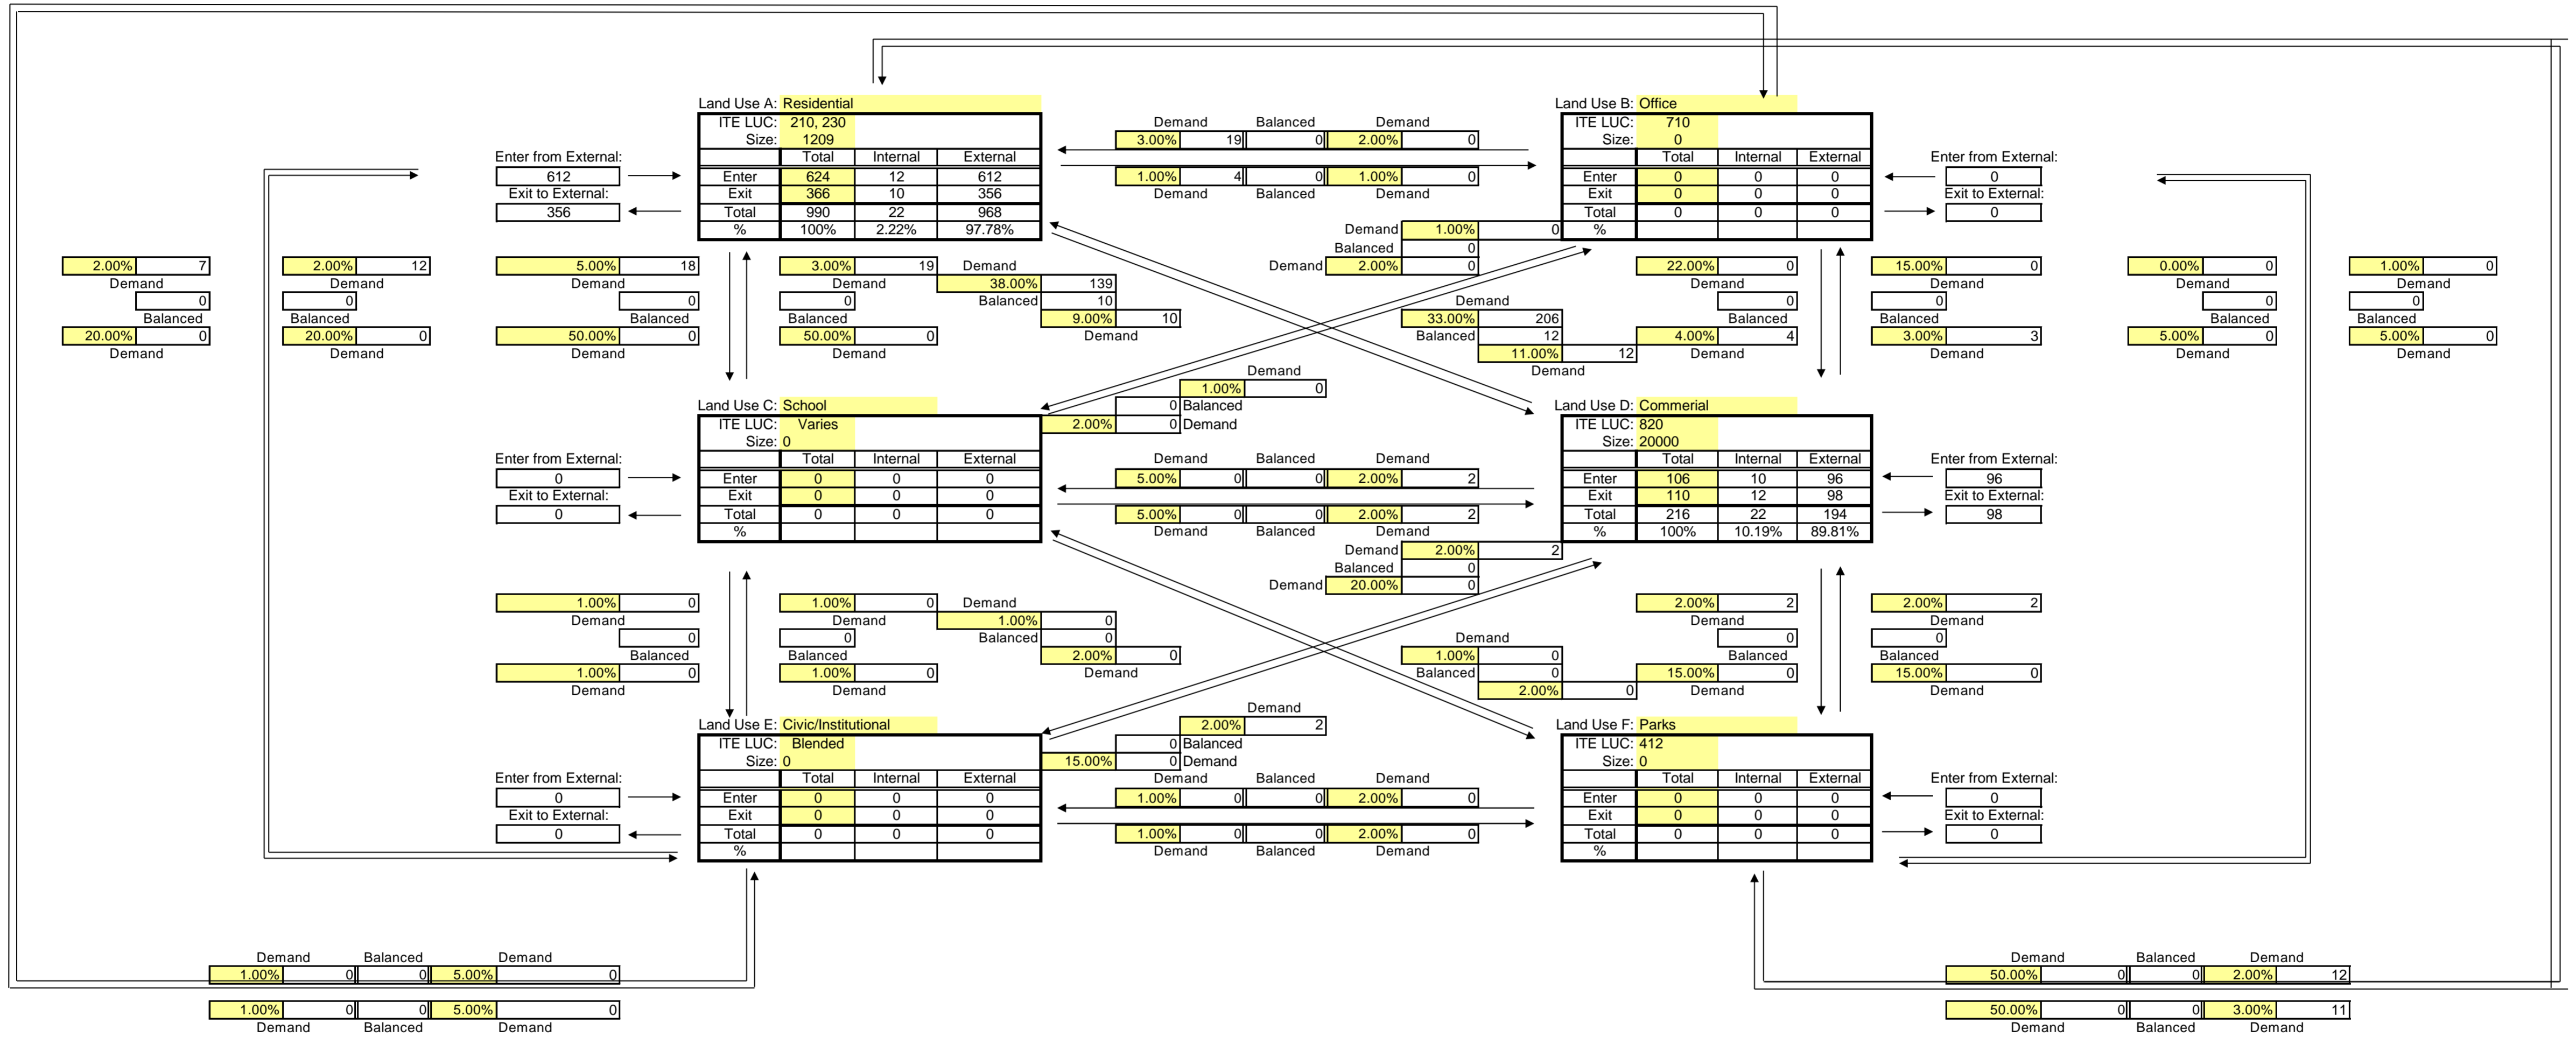 Land Use A: Residential
Land Use B: Office
ITE LUC: 210, 230
Demand Balanced Demand
ITE LUC: 710
Size: 1209
3.00% 19 0 2.00% 0
Size: 0
Enter from External:
Total Internal External
Total Internal External
Enter from External:
612
Enter 624 12 612
1.00% 4 0 1.00% 0
Enter 0 0 0
0
Exit to External:
Exit 366 10 356
Demand Balanced Demand
Exit 0 0 0
Exit to External:
356
Total 990 22 968
Total 0 0 0
0
% 100% 2.22% 97.78%
Demand 1.00% 0
%
Balanced 0
Demand 2.00% 0
2.00% 7
2.00% 12
5.00% 18
3.00% 19
Demand
22.00% 0
15.00% 0
0.00% 0
1.00% 0
Demand
Demand
Demand
Demand
38.00% 139
Demand
Demand
Demand
Demand
0
0
0
0
Balanced 10
Demand
0
0
0
0
Balanced
Balanced
Balanced
Balanced
9.00% 10
33.00% 206
Balanced
Balanced
Balanced
Balanced
20.00% 0
20.00% 0
50.00% 0
50.00% 0
Demand
Balanced 12
4.00% 4
3.00% 3
5.00% 0
5.00% 0
Demand
Demand
Demand
Demand
11.00% 12
Demand
Demand
Demand
Demand
Demand
Demand
1.00% 0
Land Use C: School
0 Balanced
Land Use D: Commerial
ITE LUC: Varies
2.00% 0 Demand
ITE LUC: 820
Size: 0
Size: 20000
Enter from External:
Total Internal External
Demand Balanced Demand
Total Internal External
Enter from External:
0
Enter 0 0 0
5.00% 0 0 2.00% 2
Enter 106 10 96
96
Exit to External:
Exit 0 0 0
Exit 110 12 98
Exit to External:
0
Total 0 0 0
5.00% 0 0 2.00% 2
Total 216 22 194
98
%
Demand Balanced Demand
% 100% 10.19% 89.81%
Demand 2.00% 2
Balanced 0
Demand 20.00% 0
1.00% 0
1.00% 0
Demand
2.00% 2
2.00% 2
Demand
Demand
1.00% 0
Demand
Demand
0
0
Balanced 0
Demand
0
0
Balanced
Balanced
2.00% 0
1.00% 0
Balanced
Balanced
1.00% 0
1.00% 0
Demand
Balanced 0
15.00% 0
15.00% 0
Demand
Demand
2.00% 0
Demand
Demand
Demand
2.00% 2
Land Use E: Civic/Institutional
0 Balanced
Land Use F: Parks
ITE LUC: Blended
15.00% 0 Demand
ITE LUC: 412
Size: 0
Size: 0
Enter from External:
Total Internal External
Demand Balanced Demand
Total Internal External
Enter from External:
0
Enter 0 0 0
1.00% 0 0 2.00% 0
Enter 0 0 0
0
Exit to External:
Exit 0 0 0
Exit 0 0 0
Exit to External:
0
Total 0 0 0
1.00% 0 0 2.00% 0
Total 0 0 0
0
%
Demand Balanced Demand
%
Demand Balanced Demand
Demand Balanced Demand
1.00% 0 0 5.00% 0
50.00% 0 0 2.00% 12
1.00% 0 0 5.00% 0
50.00% 0 0 3.00% 11
Demand Balanced Demand
Demand Balanced Demand